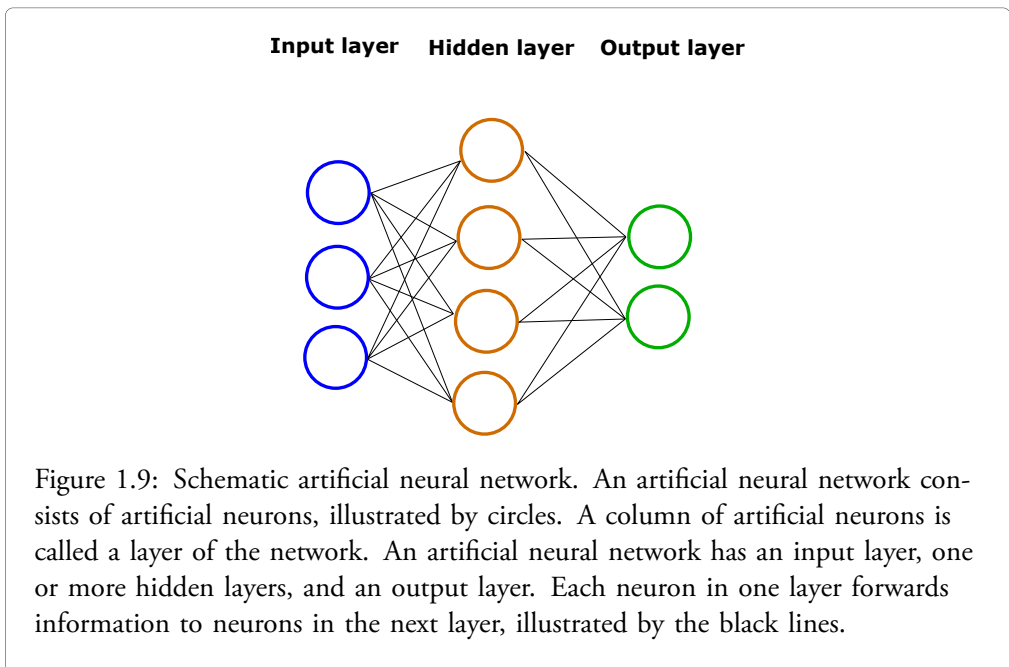 Input layer Hidden layer Output layer
Figure 1.9: Schematic artificial neural network. An artificial neural network con-
sists of artificial neurons, illustrated by circles. A column of artificial neurons is
called a layer of the network. An artificial neural network has an input layer, one
or more hidden layers, and an output layer. Each neuron in one layer forwards
information to neurons in the next layer, illustrated by the black lines.